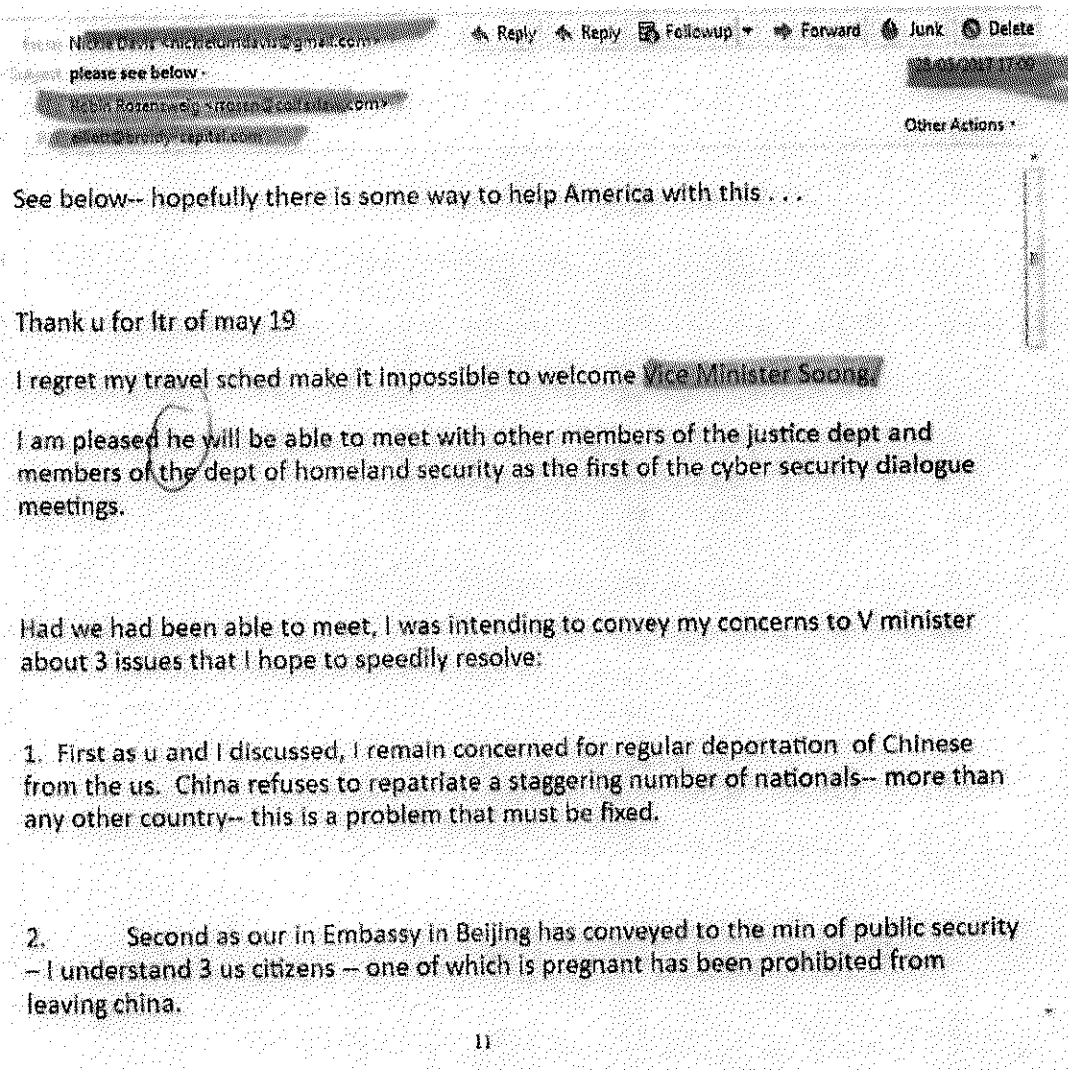 From: Nickie Davis <nicklelumdavis@gmail.com>
Reply Reply Followup Forward Junk Delete
Subject: please see below -
Other Actions
See below-- hopefully there is some way to help America with this . . .
Thank u for ltr of may 19
I regret my travel sched make it impossible to welcome Vice Minister Soong.
I am pleased he will be able to meet with other members of the justice dept and
members of the dept of homeland security as the first of the cyber security dialogue
meetings.
Had we had been able to meet, I was intending to convey my concerns to V minister
about 3 issues that I hope to speedily resolve:
1. First as u and I discussed, I remain concerned for regular deportation of Chinese
from the us. China refuses to repatriate a staggering number of nationals-- more than
any other country-- this is a problem that must be fixed.
2. Second as our in Embassy in Beijing has conveyed to the min of public security
– I understand 3 us citizens – one of which is pregnant has been prohibited from
leaving china.
11